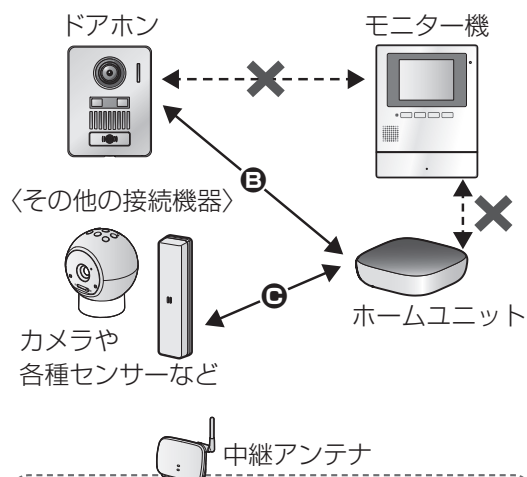 ドアホン
モニター機
B
〈その他の接続機器〉
C
ホームユニット
カメラや
各種センサーなど
中継アンテナ